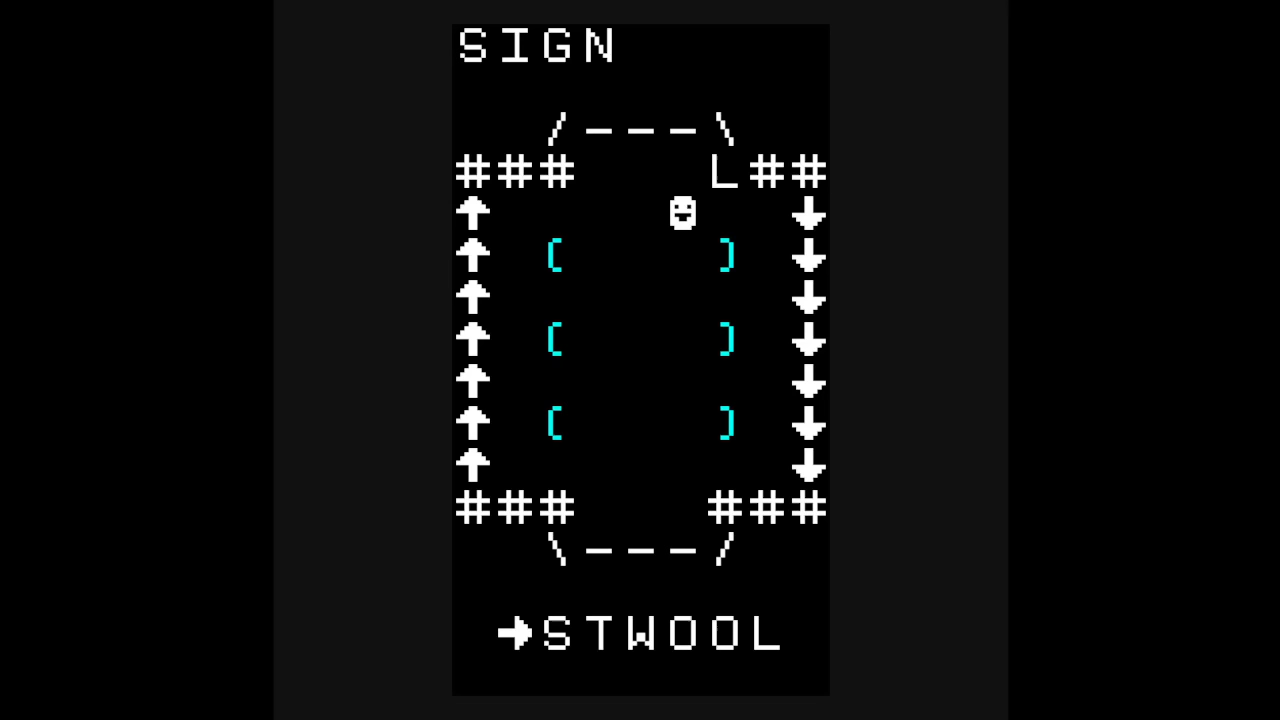 SIGN
/---\
### L##
↑ ☻ ↓
↑ ( ) ↓
↑ ↓
↑ ( ) ↓
↑ ↓
↑ ( ) ↓
↑ ↓
### ###
\---/
→STWOOL